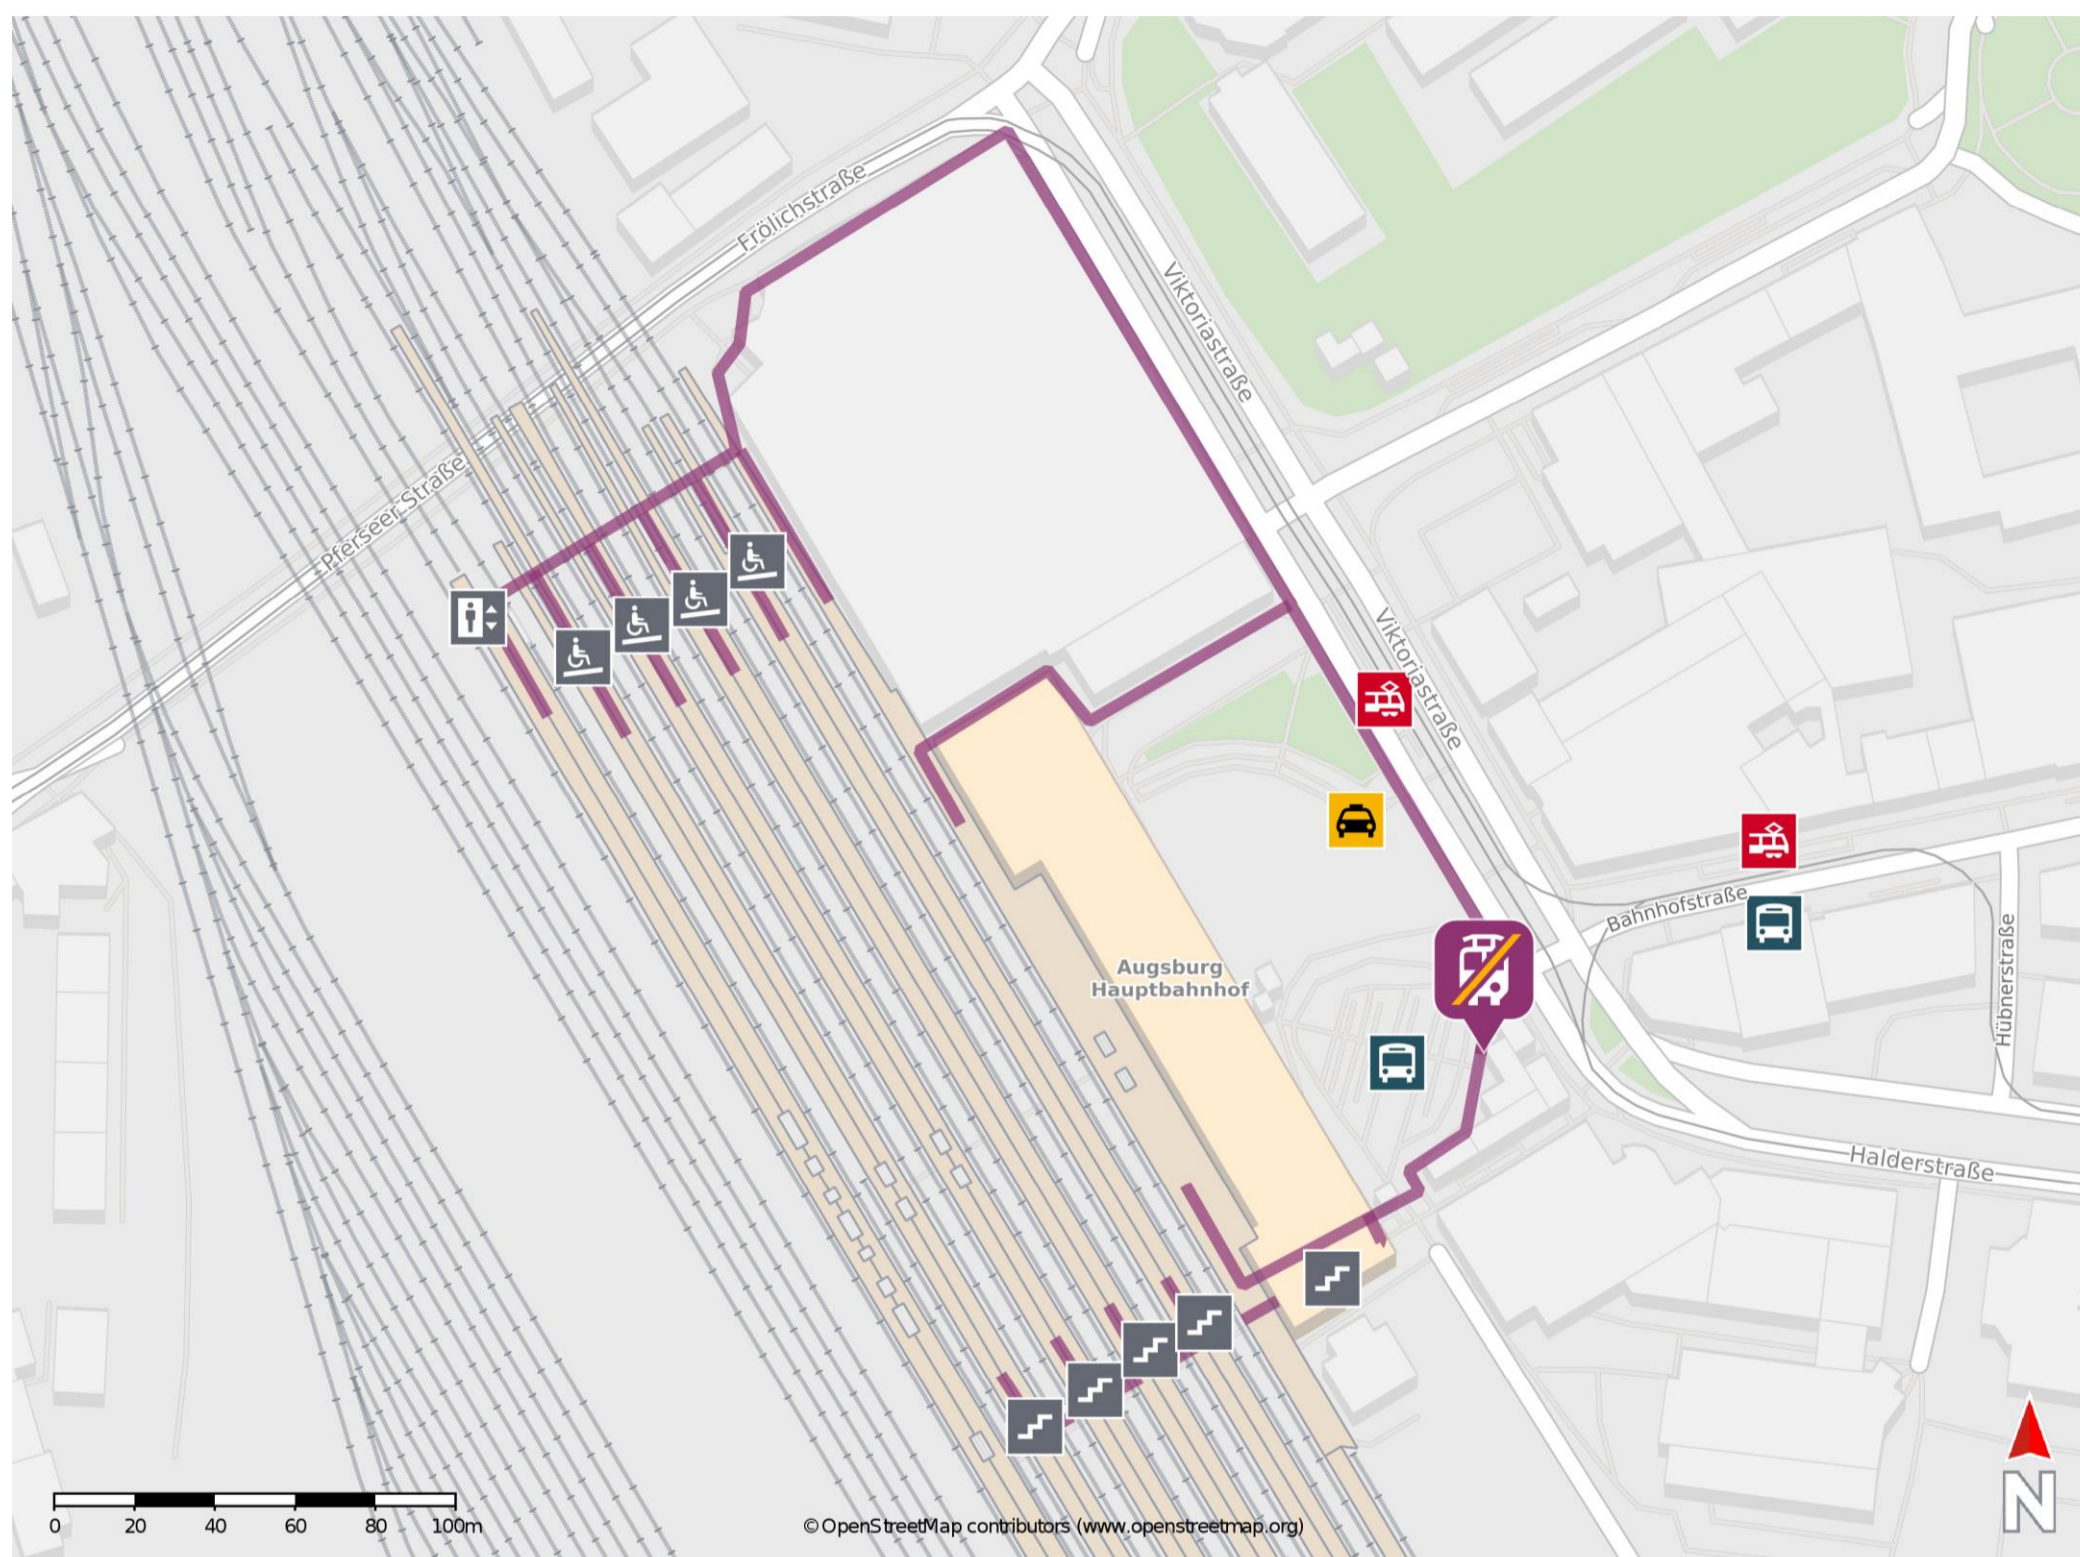 Frölichstraße
Viktoriastraße
Pferseer Straße
Viktoriastraße
Bahnhofstraße
Hübnerstraße
Augsburg
Hauptbahnhof
Halderstraße
N
0 20 40 60 80 100m
© OpenStreetMap contributors (www.openstreetmap.org)